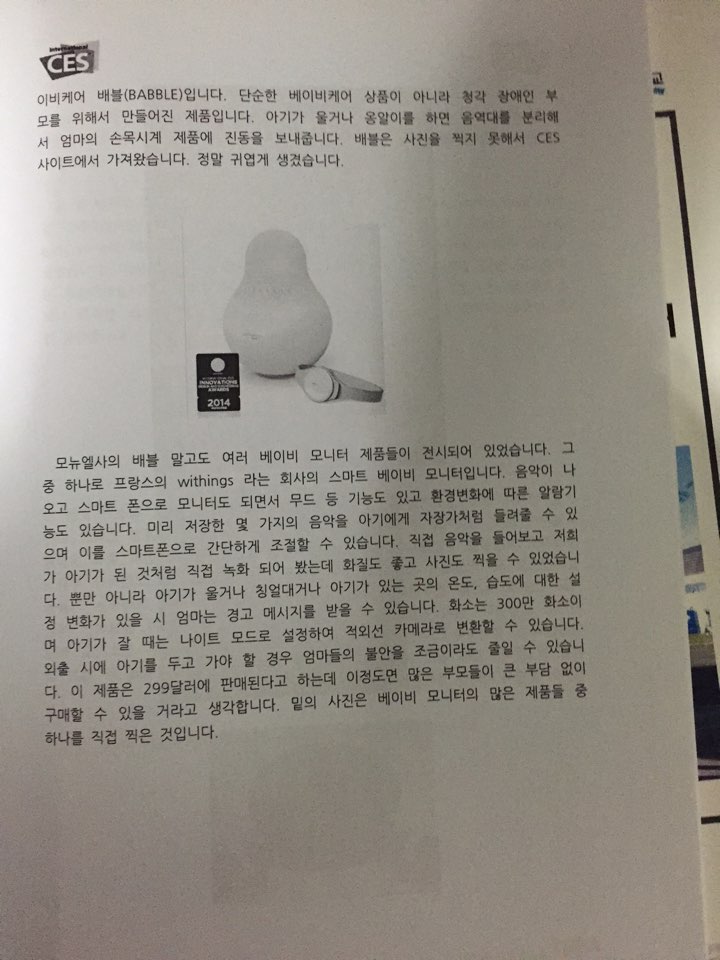 International
CES
이비케어 배블(BABBLE)입니다. 단순한 베이비케어 상품이 아니라 청각 장애인 부
모를 위해서 만들어진 제품입니다. 아기가 울거나 옹알이를 하면 음역대를 분리해
서 엄마의 손목시계 제품에 진동을 보내줍니다. 배블은 사진을 찍지 못해서 CES
사이트에서 가져왔습니다. 정말 귀엽게 생겼습니다.
INNOVATIONS
AWARDS
2014
모뉴엘사의 배블 말고도 여러 베이비 모니터 제품들이 전시되어 있었습니다. 그
중 하나로 프랑스의 withings 라는 회사의 스마트 베이비 모니터입니다. 음악이 나
오고 스마트 폰으로 모니터도 되면서 무드 등 기능도 있고 환경변화에 따른 알람기
능도 있습니다. 미리 저장한 몇 가지의 음악을 아기에게 자장가처럼 들려줄 수 있
으며 이를 스마트폰으로 간단하게 조절할 수 있습니다. 직접 음악을 들어보고 저희
가 아기가 된 것처럼 직접 녹화 되어 봤는데 화질도 좋고 사진도 찍을 수 있었습니
다. 뿐만 아니라 아기가 울거나 칭얼대거나 아기가 있는 곳의 온도, 습도에 대한 설
정 변화가 있을 시 엄마는 경고 메시지를 받을 수 있습니다. 화소는 300만 화소이
며 아기가 잘 때는 나이트 모드로 설정하여 적외선 카메라로 변환할 수 있습니다.
외출 시에 아기를 두고 가야 할 경우 엄마들의 불안을 조금이라도 줄일 수 있습니
다. 이 제품은 299달러에 판매된다고 하는데 이정도면 많은 부모들이 큰 부담 없이
구매할 수 있을 거라고 생각합니다. 밑의 사진은 베이비 모니터의 많은 제품들 중
하나를 직접 찍은 것입니다.
교